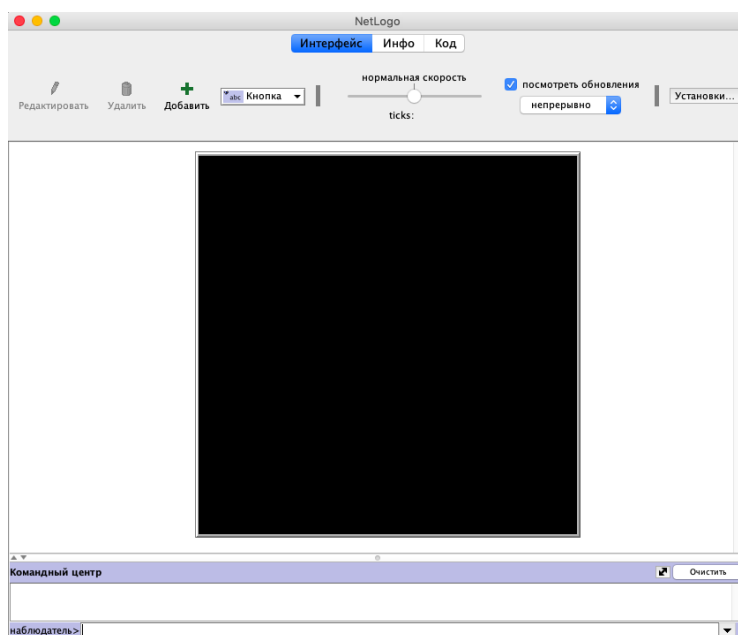 NetLogo
Интерфейс Инфо Код
нормальная скорость
посмотреть обновления
Редактировать Удалить Добавить abc Кнопка непрерывно Установки...
ticks:
Командный центр Очистить
наблюдатель>